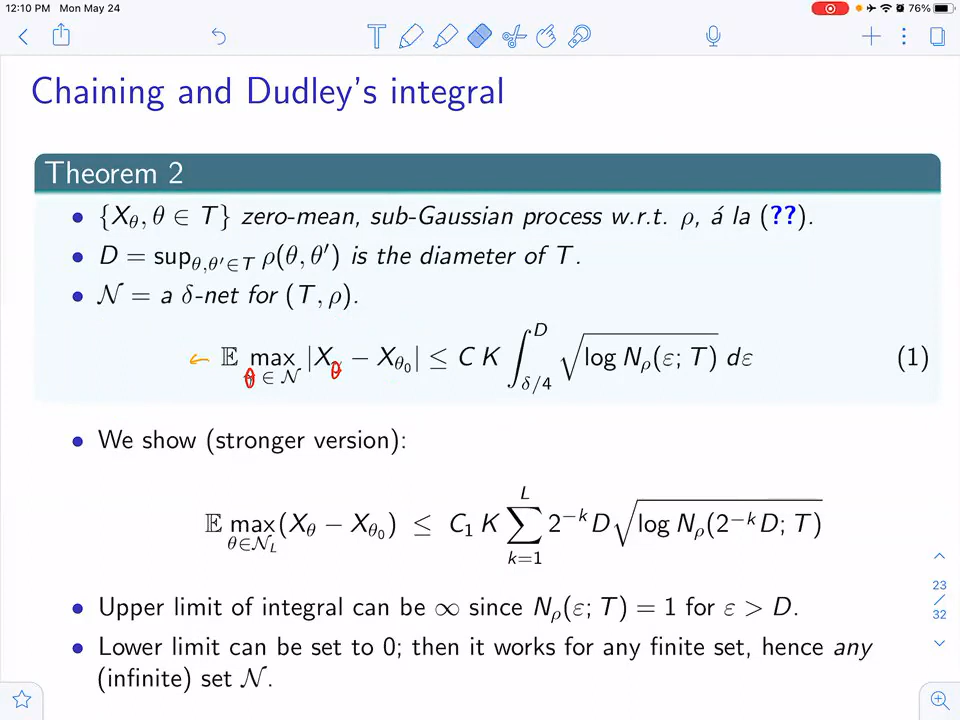 12:10 PM Mon May 24
76%
Chaining and Dudley's integral
Theorem 2
• {X_θ, θ ∈ T} zero-mean, sub-Gaussian process w.r.t. ρ, á la (??).
• D = sup_{θ,θ′∈T} ρ(θ, θ′) is the diameter of T.
• 𝒩 = a δ-net for (T, ρ).
𝔼 max_{θ ∈ 𝒩} |X_θ − X_{θ_0}| ≤ C K ∫_{δ/4}^{D} √(log N_ρ(ε; T)) dε (1)
• We show (stronger version):
𝔼 max_{θ∈𝒩_L} (X_θ − X_{θ_0}) ≤ C_1 K ∑_{k=1}^{L} 2^{−k} D √(log N_ρ(2^{−k} D; T))
• Upper limit of integral can be ∞ since N_ρ(ε; T) = 1 for ε > D.
• Lower limit can be set to 0; then it works for any finite set, hence any
(infinite) set 𝒩.
23
/
32